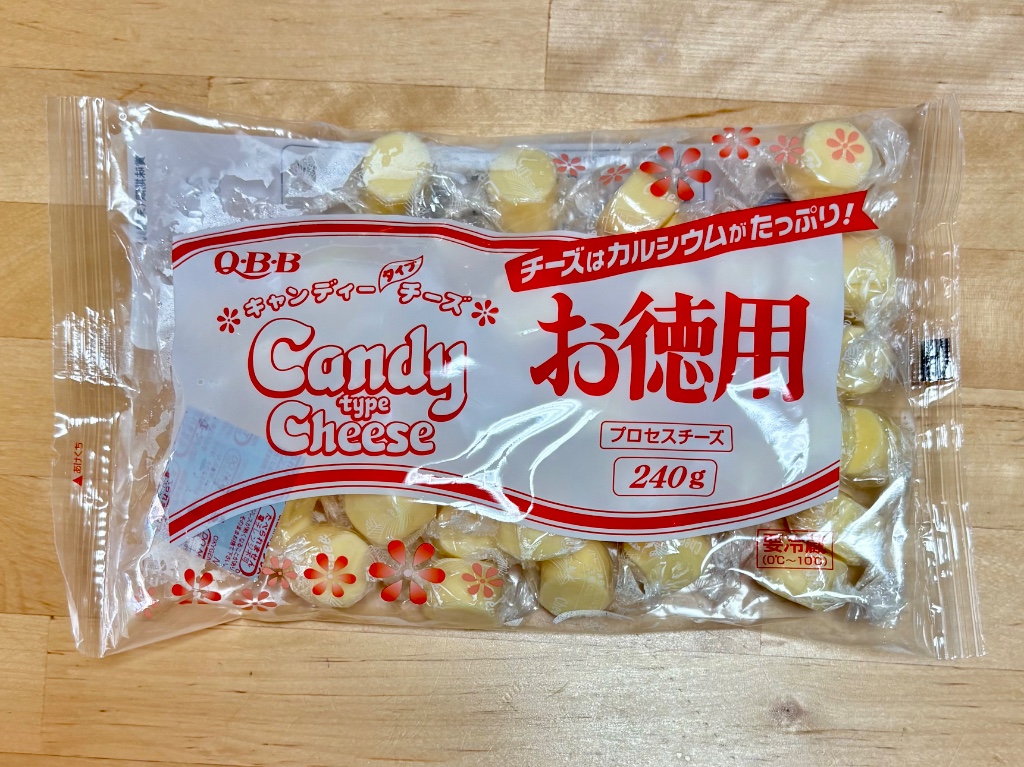 Q·B·B
キャンディータイプチーズ
Candy
type
Cheese
チーズはカルシウムがたっぷり!
お徳用
プロセスチーズ
240g
要冷蔵
(0℃～10℃)
▲あけくち